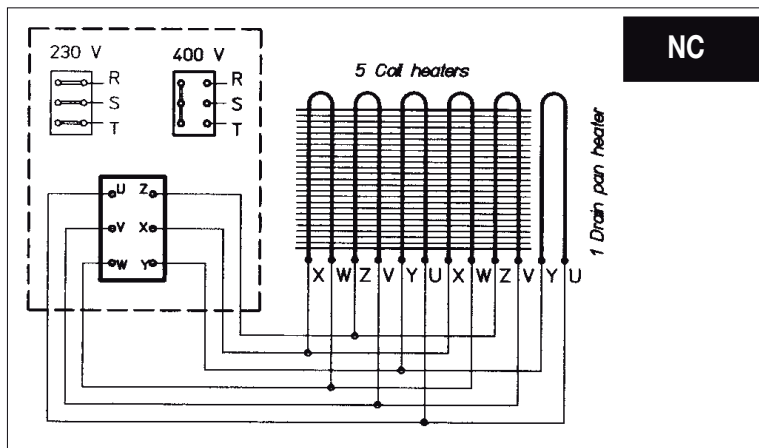 NC
230 V
400 V
5 Coil heaters
R
S
T
R
S
T
1 Drain pan heater
U Z
V X
W Y
X W Z V Y U X W Z V Y U